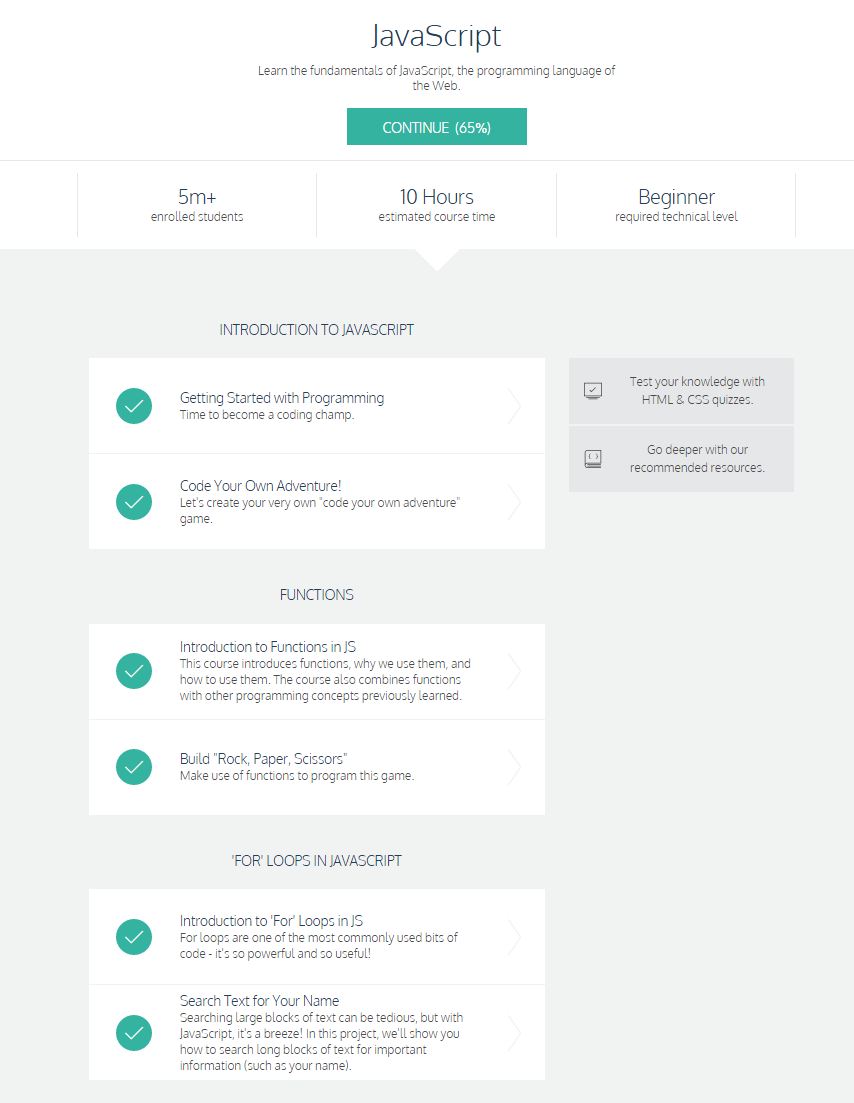 JavaScript
Learn the fundamentals of JavaScript, the programming language of
the Web.
CONTINUE (65%)
5m+
enrolled students
10 Hours
estimated course time
Beginner
required technical level
INTRODUCTION TO JAVASCRIPT
Getting Started with Programming
Time to become a coding champ.
Code Your Own Adventure!
Let's create your very own "code your own adventure"
game.
Test your knowledge with
HTML & CSS quizzes.
Go deeper with our
recommended resources.
FUNCTIONS
Introduction to Functions in JS
This course introduces functions, why we use them, and
how to use them. The course also combines functions
with other programming concepts previously learned.
Build "Rock, Paper, Scissors"
Make use of functions to program this game.
'FOR' LOOPS IN JAVASCRIPT
Introduction to 'For' Loops in JS
For loops are one of the most commonly used bits of
code - it's so powerful and so useful!
Search Text for Your Name
Searching large blocks of text can be tedious, but with
JavaScript, it's a breeze! In this project, we'll show you
how to search long blocks of text for important
information (such as your name).